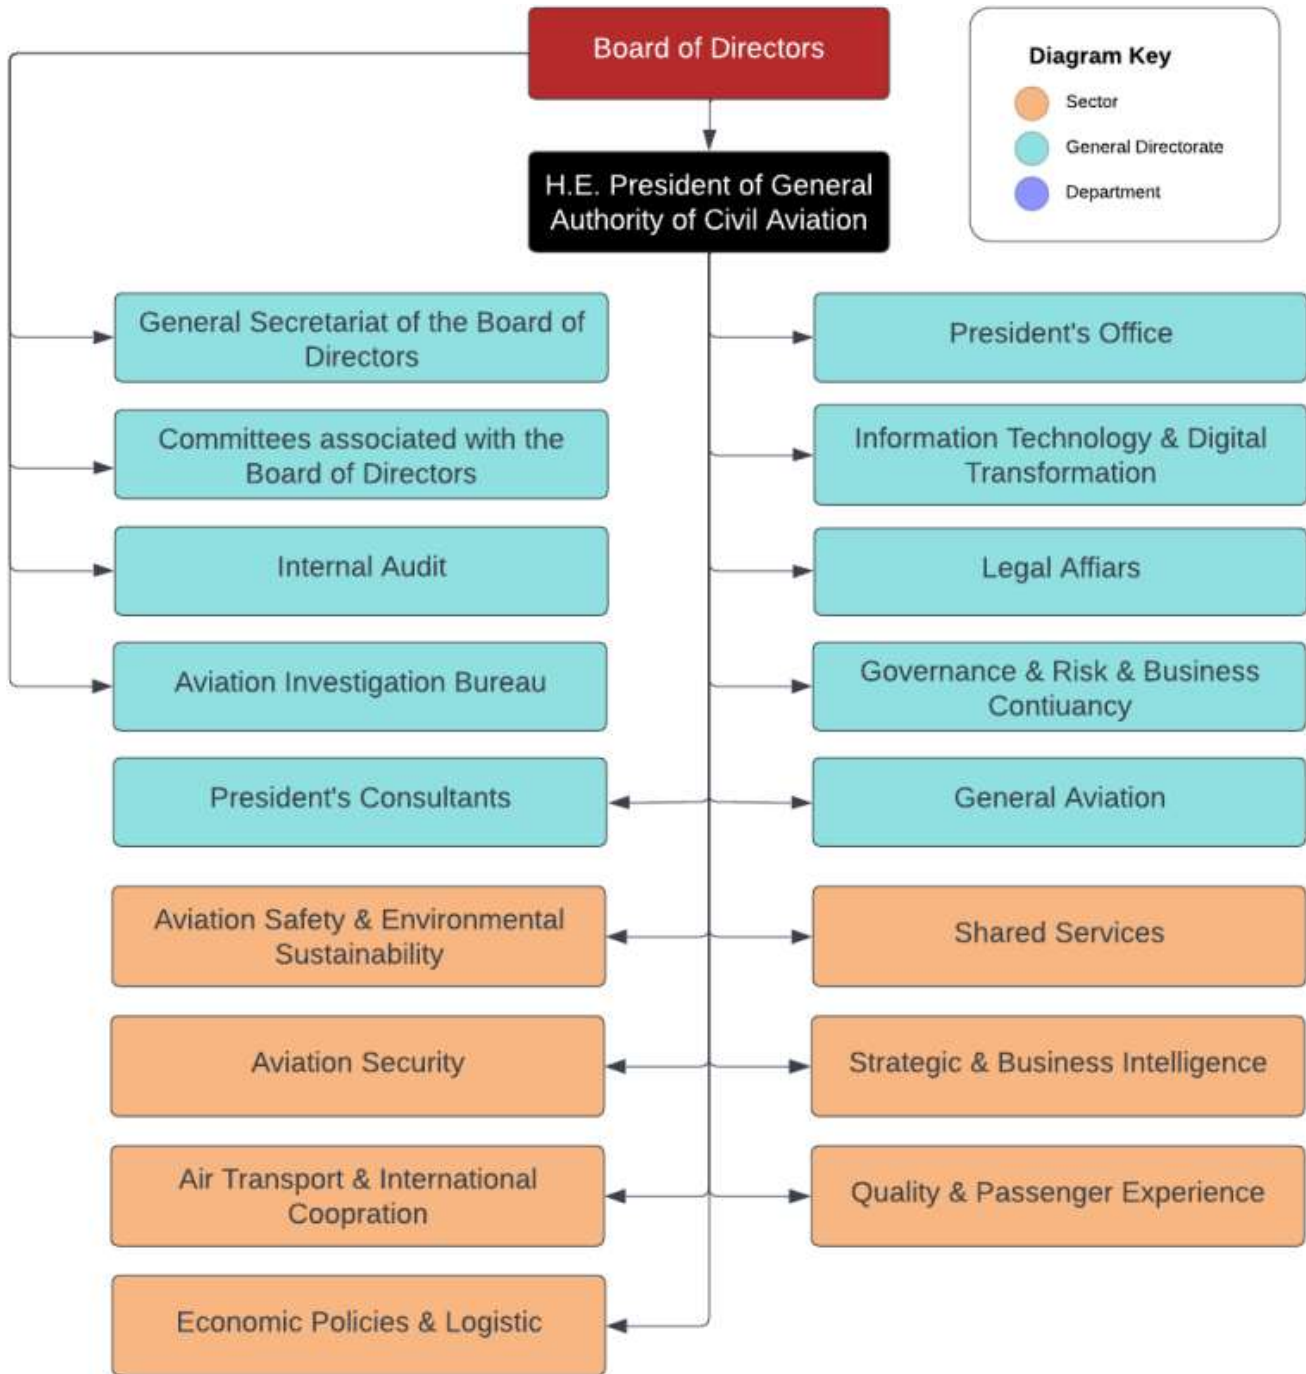 Board of Directors
Diagram Key
Sector
General Directorate
Department
H.E. President of General
Authority of Civil Aviation
General Secretariat of the Board of
Directors
President's Office
Committees associated with the
Board of Directors
Information Technology & Digital
Transformation
Internal Audit
Legal Affiars
Aviation Investigation Bureau
Governance & Risk & Business
Contiuancy
President's Consultants
General Aviation
Aviation Safety & Environmental
Sustainability
Shared Services
Aviation Security
Strategic & Business Intelligence
Air Transport & International
Coopration
Quality & Passenger Experience
Economic Policies & Logistic